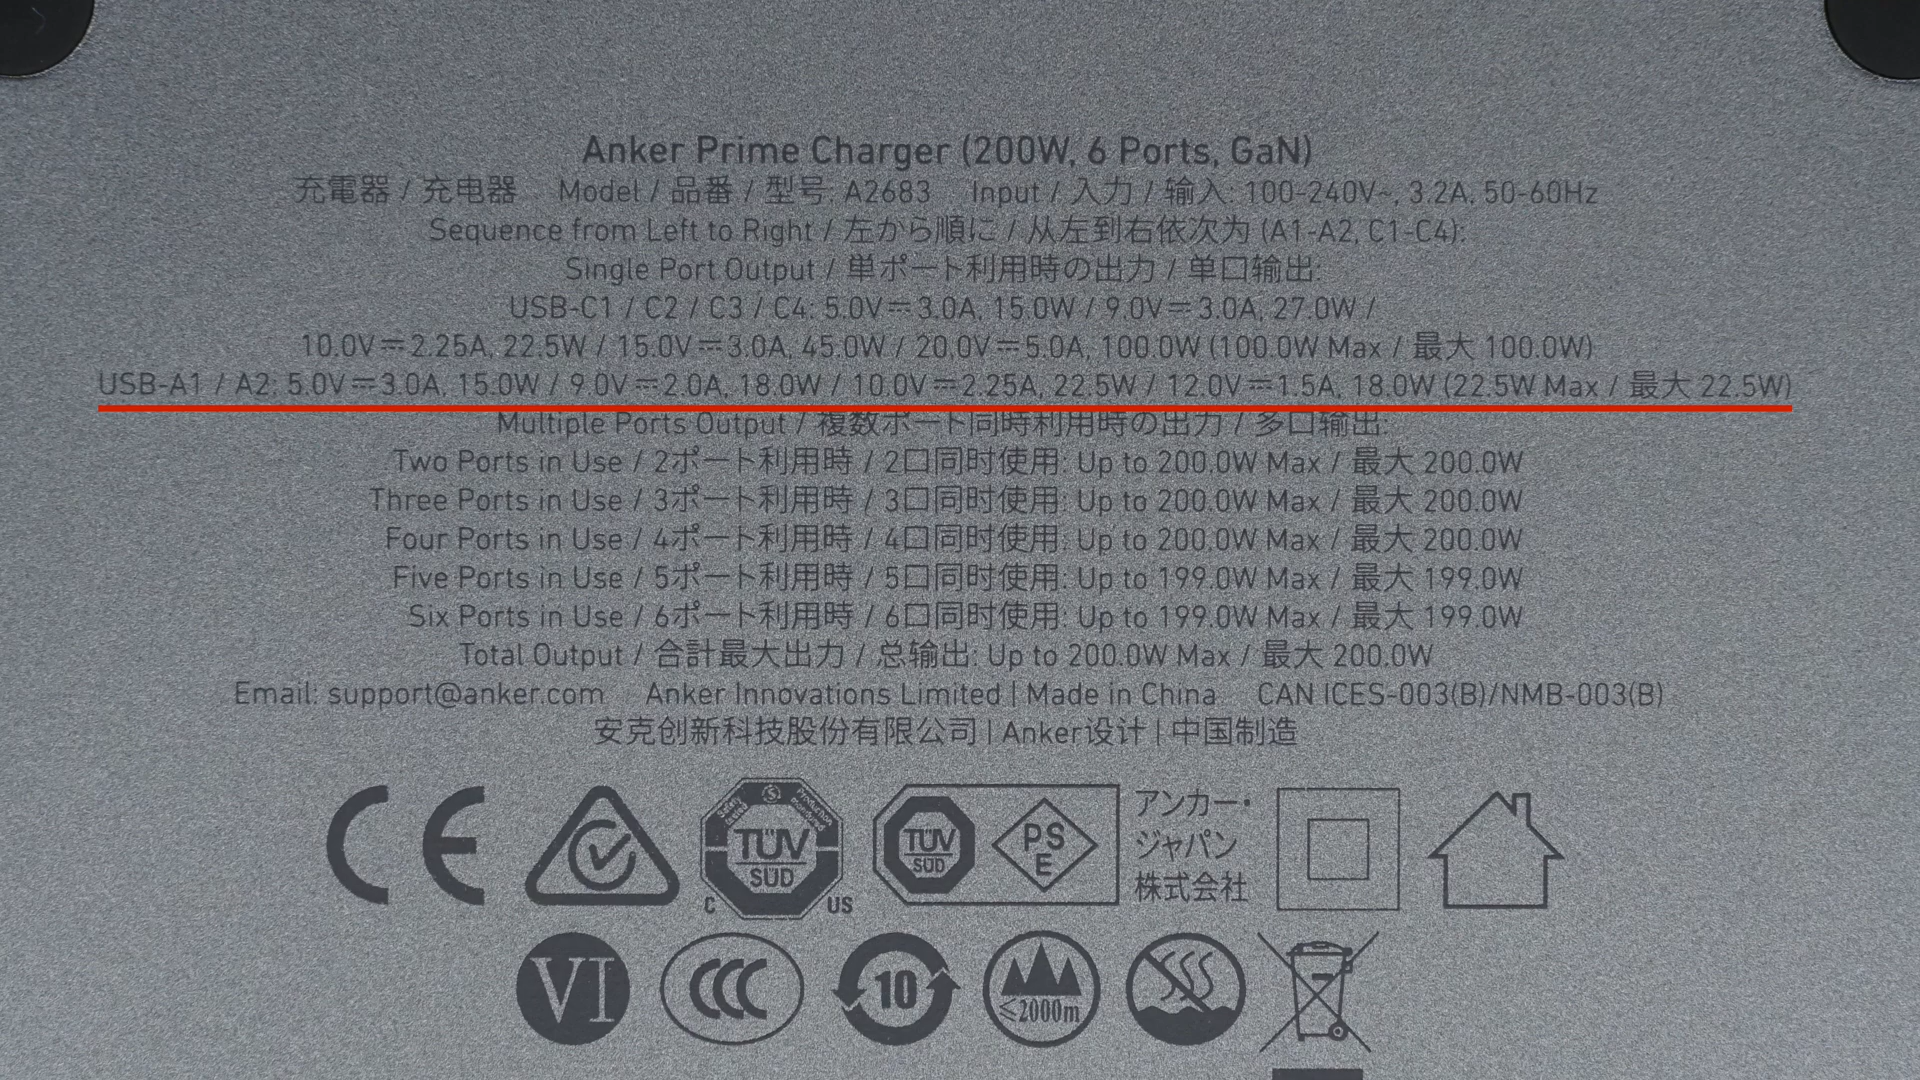 Anker Prime Charger (200W, 6 Ports, GaN)
充電器 / 充电器 Model / 品番 / 型号: A2683 Input / 入力 / 输入: 100-240V~, 3.2A, 50-60Hz
Sequence from Left to Right / 左から順に / 从左到右依次为 (A1-A2, C1-C4):
Single Port Output / 単ポート利用時の出力 / 单口输出:
USB-C1 / C2 / C3 / C4: 5.0V⎓3.0A, 15.0W / 9.0V⎓3.0A, 27.0W /
10.0V⎓2.25A, 22.5W / 15.0V⎓3.0A, 45.0W / 20.0V⎓5.0A, 100.0W (100.0W Max / 最大 100.0W)
USB-A1 / A2: 5.0V⎓3.0A, 15.0W / 9.0V⎓2.0A, 18.0W / 10.0V⎓2.25A, 22.5W / 12.0V⎓1.5A, 18.0W (22.5W Max / 最大 22.5W)
Multiple Ports Output / 複数ポート同時利用時の出力 / 多口输出:
Two Ports in Use / 2ポート利用時 / 2口同时使用: Up to 200.0W Max / 最大 200.0W
Three Ports in Use / 3ポート利用時 / 3口同时使用: Up to 200.0W Max / 最大 200.0W
Four Ports in Use / 4ポート利用時 / 4口同时使用: Up to 200.0W Max / 最大 200.0W
Five Ports in Use / 5ポート利用時 / 5口同时使用: Up to 199.0W Max / 最大 199.0W
Six Ports in Use / 6ポート利用時 / 6口同时使用: Up to 199.0W Max / 最大 199.0W
Total Output / 合計最大出力 / 总输出: Up to 200.0W Max / 最大 200.0W
Email: support@anker.com Anker Innovations Limited | Made in China CAN ICES-003(B)/NMB-003(B)
安克创新科技股份有限公司 | Anker设计 | 中国制造
CE
TÜV SÜD
C US
TÜV SÜD
PS E
アンカー・
ジャパン
株式会社
VI CCC 10 ≤2000m